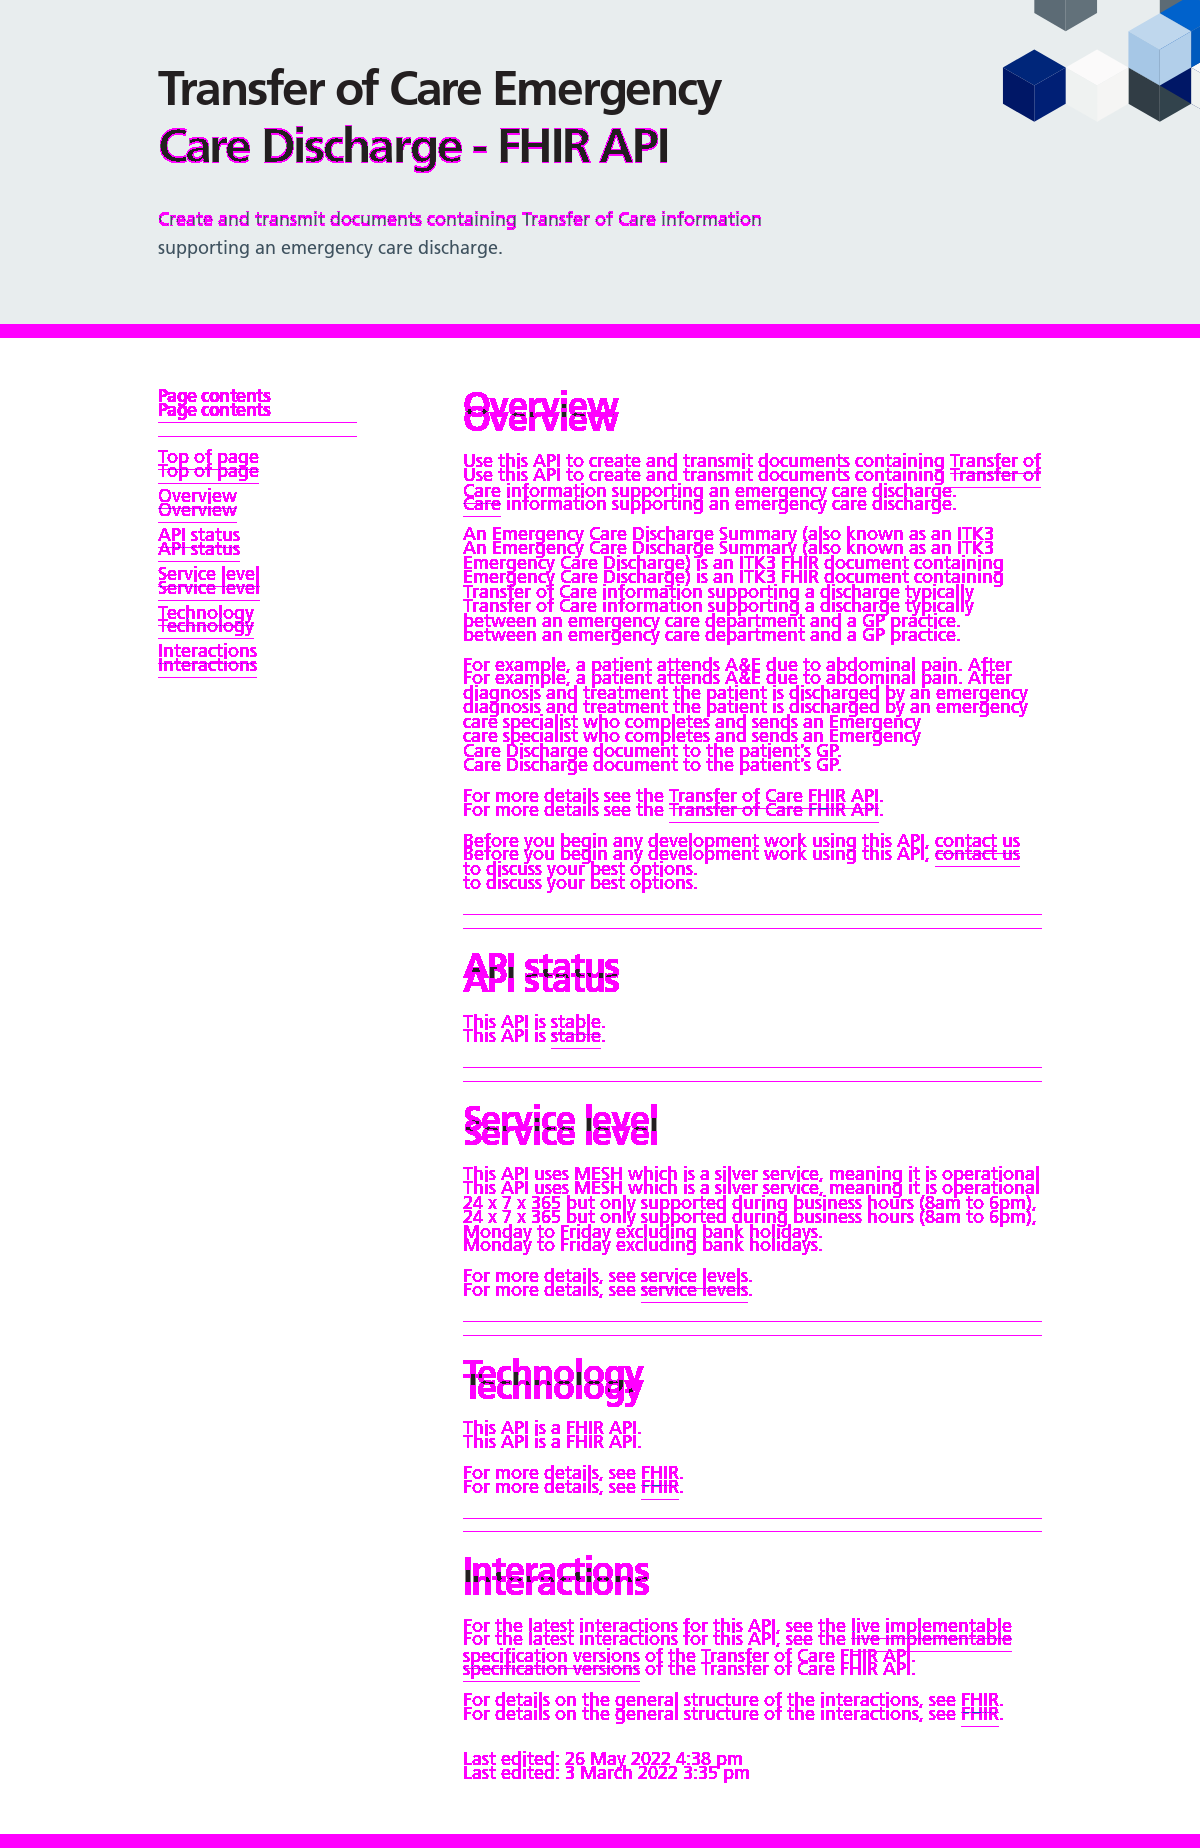 Transfer of Care Emergency
Care Discharge - FHIR API
Create and transmit documents containing Transfer of Care information
supporting an emergency care discharge.
Page contents
Page contents
Top of page
Top of page
Overview
Overview
API status
API status
Service level
Service level
Technology
Technology
Interactions
Interactions
Overview
Overview
Use this API to create and transmit documents containing Transfer of
Use this API to create and transmit documents containing Transfer of
Care information supporting an emergency care discharge.
Care information supporting an emergency care discharge.
An Emergency Care Discharge Summary (also known as an ITK3
An Emergency Care Discharge Summary (also known as an ITK3
Emergency Care Discharge) is an ITK3 FHIR document containing
Emergency Care Discharge) is an ITK3 FHIR document containing
Transfer of Care information supporting a discharge typically
Transfer of Care information supporting a discharge typically
between an emergency care department and a GP practice.
between an emergency care department and a GP practice.
For example, a patient attends A&E due to abdominal pain. After
For example, a patient attends A&E due to abdominal pain. After
diagnosis and treatment the patient is discharged by an emergency
diagnosis and treatment the patient is discharged by an emergency
care specialist who completes and sends an Emergency
care specialist who completes and sends an Emergency
Care Discharge document to the patient's GP.
Care Discharge document to the patient's GP.
For more details see the Transfer of Care FHIR API.
For more details see the Transfer of Care FHIR API.
Before you begin any development work using this API, contact us
Before you begin any development work using this API, contact us
to discuss your best options.
to discuss your best options.
API status
API status
This API is stable.
This API is stable.
Service level
Service level
This API uses MESH which is a silver service, meaning it is operational
This API uses MESH which is a silver service, meaning it is operational
24 x 7 x 365 but only supported during business hours (8am to 6pm),
24 x 7 x 365 but only supported during business hours (8am to 6pm),
Monday to Friday excluding bank holidays.
Monday to Friday excluding bank holidays.
For more details, see service levels.
For more details, see service levels.
Technology
Technology
This API is a FHIR API.
This API is a FHIR API.
For more details, see FHIR.
For more details, see FHIR.
Interactions
Interactions
For the latest interactions for this API, see the live implementable
For the latest interactions for this API, see the live implementable
specification versions of the Transfer of Care FHIR API.
specification versions of the Transfer of Care FHIR API.
For details on the general structure of the interactions, see FHIR.
For details on the general structure of the interactions, see FHIR.
Last edited: 26 May 2022 4:38 pm
Last edited: 3 March 2022 3:35 pm